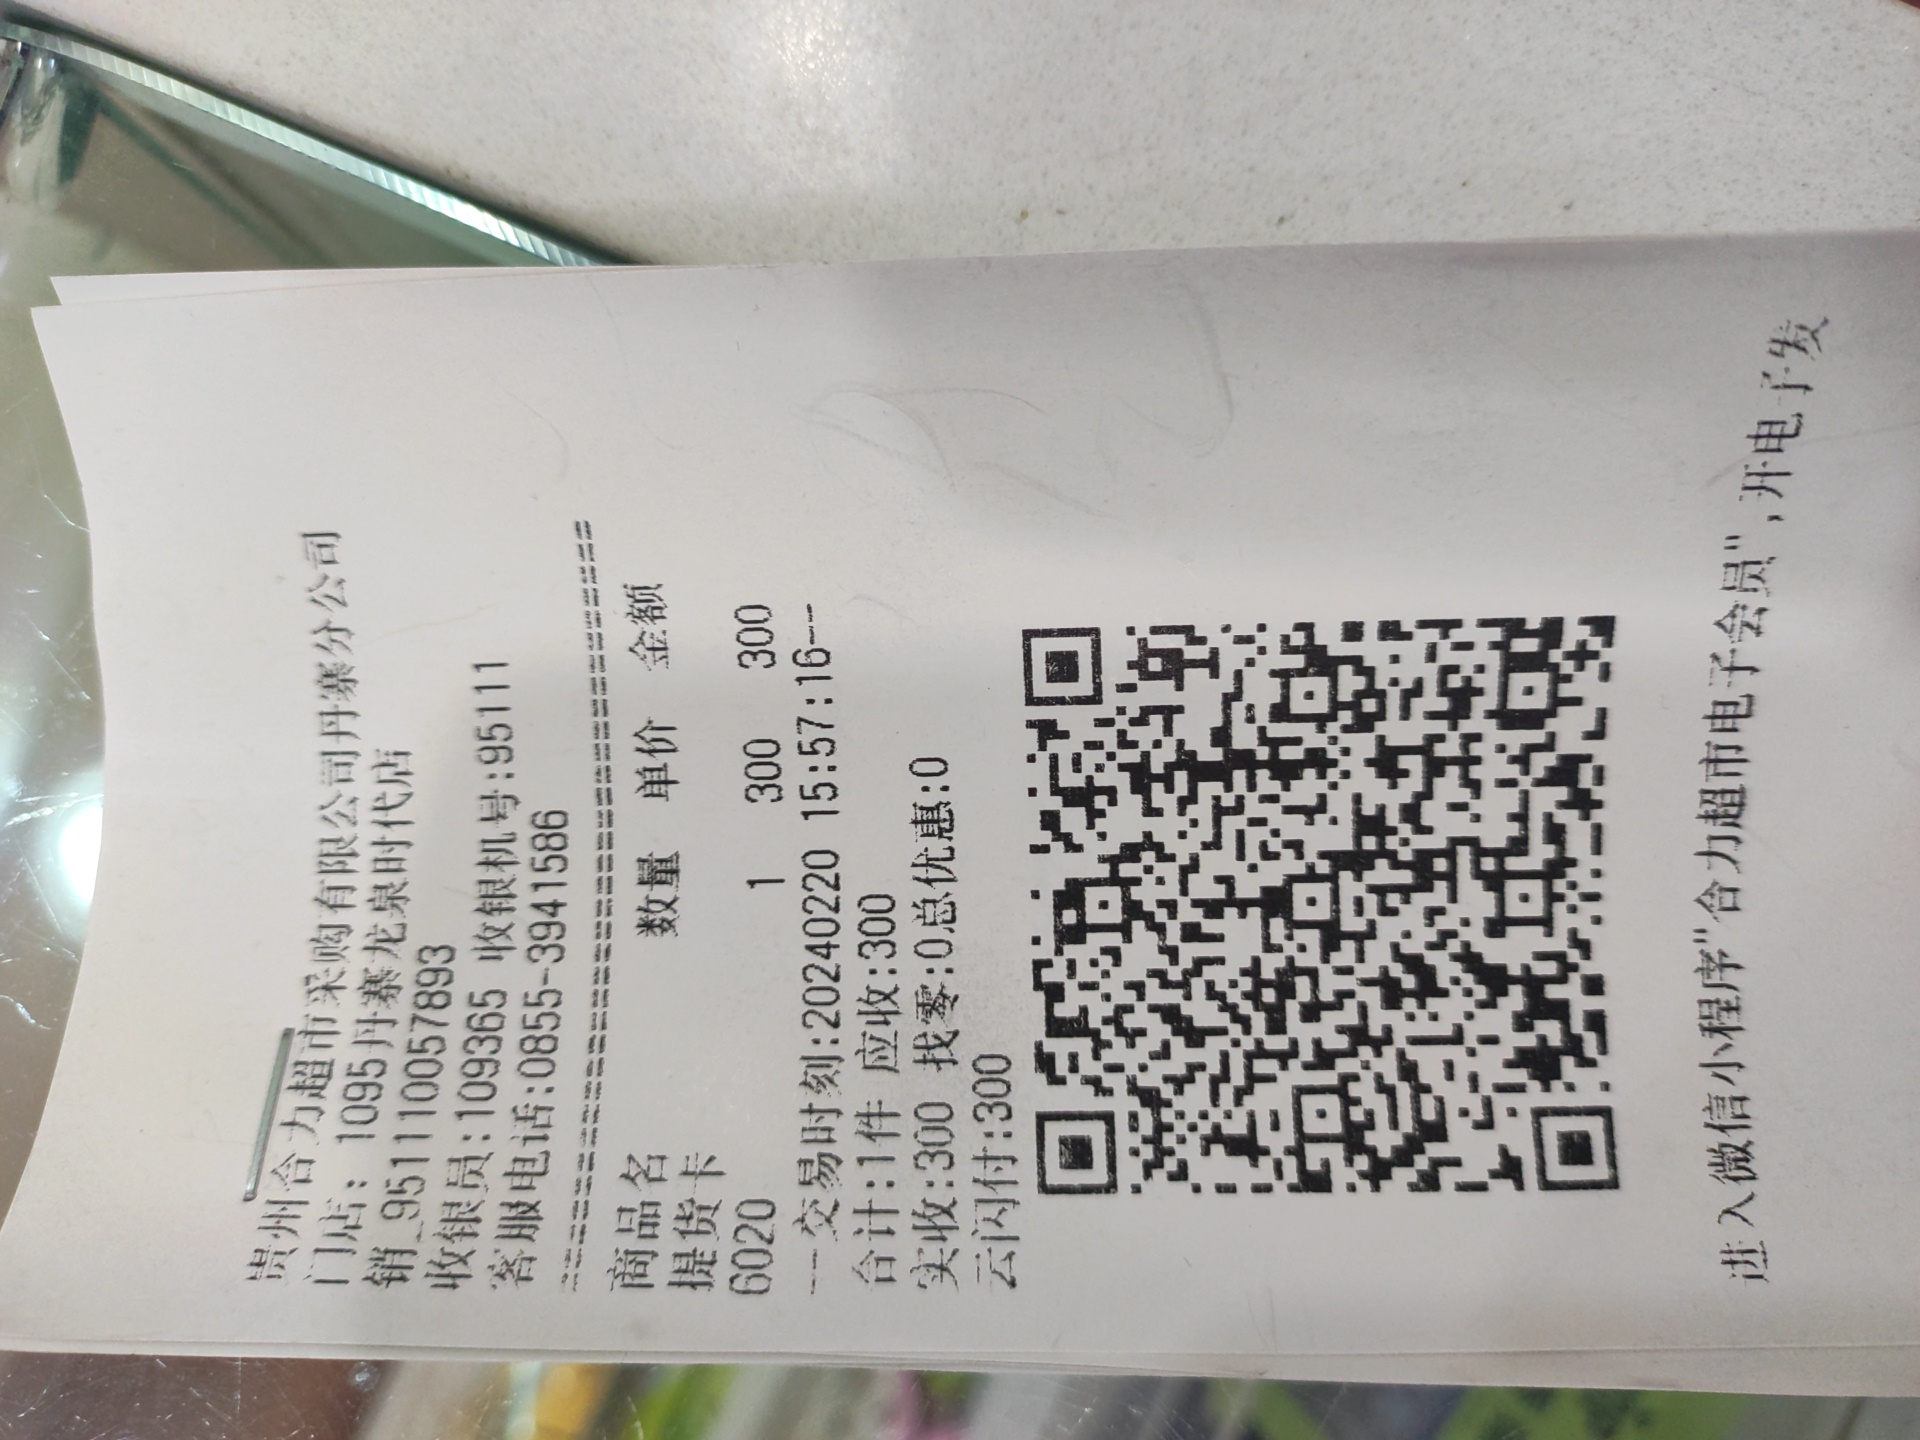 贵州合力超市采购有限公司丹寨分公司
门店: 1095丹寨龙泉时代店
销_951110057893
收银员:109365 收银机号:95111
客服电话:0855-3941586
================================
商品名 数量 单价 金额
提货卡
6020 1 300 300
--交易时刻:20240220 15:57:16--
合计:1件 应收:300
实收:300 找零:0总优惠:0
云闪付:300
进入微信小程序"合力超市电子会员",开电子发